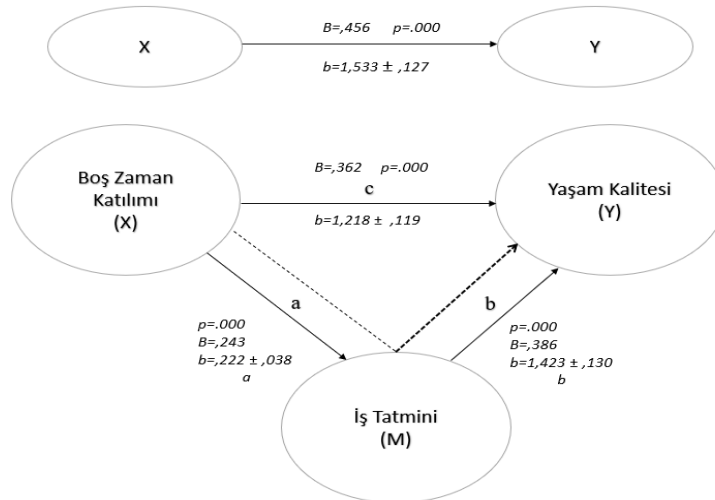 B=,456 p=.000
X
Y
b=1,533 ± ,127
B=,362 p=.000
c
b=1,218 ± ,119
Boş Zaman
Katılımı
(X)
Yaşam Kalitesi
(Y)
a
b
p=.000
B=,243
b=,222 ± ,038
a
p=.000
B=,386
b=1,423 ± ,130
b
İş Tatmini
(M)